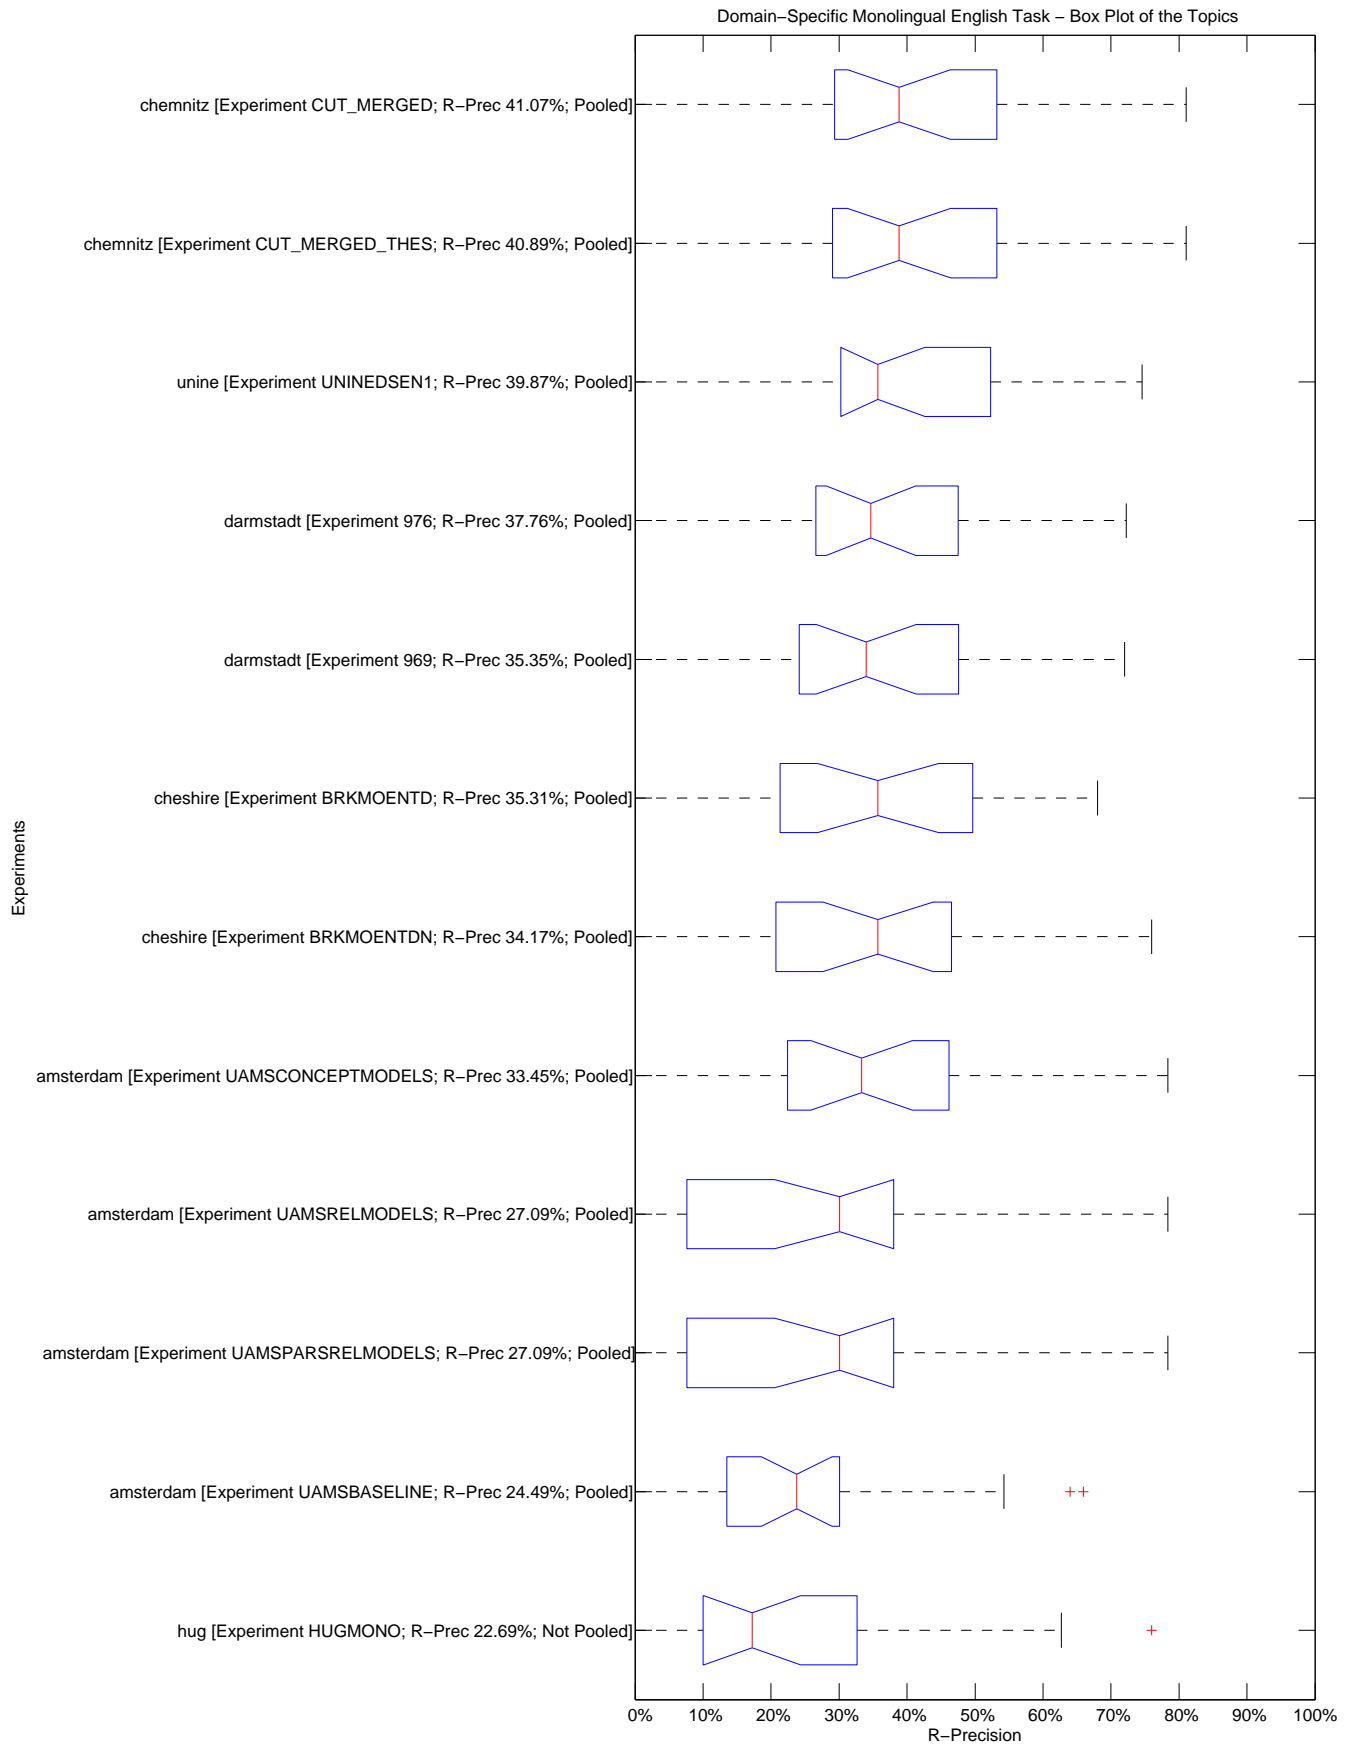 Domain−Specific Monolingual English Task − Box Plot of the Topics
chemnitz [Experiment CUT_MERGED; R−Prec 41.07%; Pooled]
chemnitz [Experiment CUT_MERGED_THES; R−Prec 40.89%; Pooled]
unine [Experiment UNINEDSEN1; R−Prec 39.87%; Pooled]
darmstadt [Experiment 976; R−Prec 37.76%; Pooled]
darmstadt [Experiment 969; R−Prec 35.35%; Pooled]
cheshire [Experiment BRKMOENTD; R−Prec 35.31%; Pooled]
Experiments
cheshire [Experiment BRKMOENTDN; R−Prec 34.17%; Pooled]
amsterdam [Experiment UAMSCONCEPTMODELS; R−Prec 33.45%; Pooled]
amsterdam [Experiment UAMSRELMODELS; R−Prec 27.09%; Pooled]
amsterdam [Experiment UAMSPARSRELMODELS; R−Prec 27.09%; Pooled]
amsterdam [Experiment UAMSBASELINE; R−Prec 24.49%; Pooled]
hug [Experiment HUGMONO; R−Prec 22.69%; Not Pooled]
0% 10% 20% 30% 40% 50% 60% 70% 80% 90% 100%
R−Precision